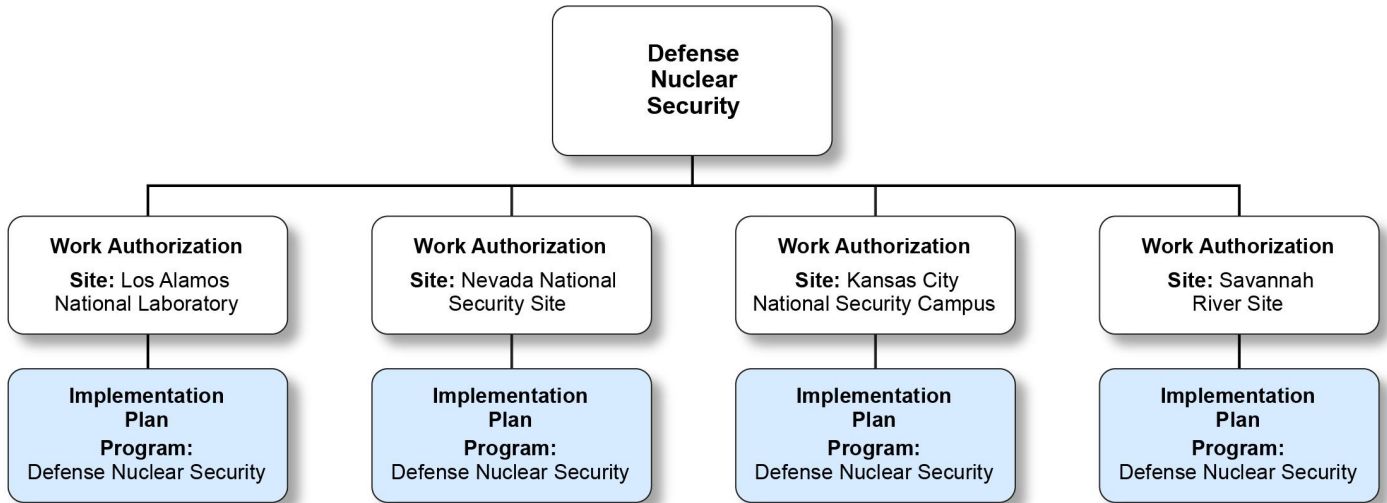 Defense
Nuclear
Security
Work Authorization
Site: Los Alamos
National Laboratory
Work Authorization
Site: Nevada National
Security Site
Work Authorization
Site: Kansas City
National Security Campus
Work Authorization
Site: Savannah
River Site
Implementation
Plan
Program:
Defense Nuclear Security
Implementation
Plan
Program:
Defense Nuclear Security
Implementation
Plan
Program:
Defense Nuclear Security
Implementation
Plan
Program:
Defense Nuclear Security